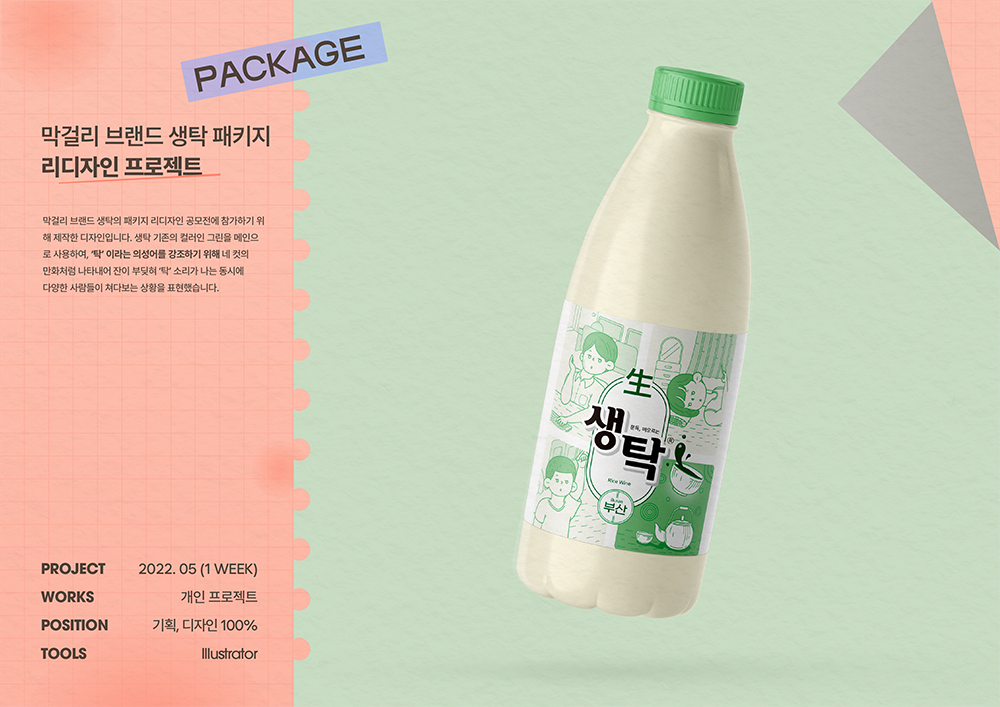 PACKAGE
막걸리 브랜드 생탁 패키지
리디자인 프로젝트
막걸리 브랜드 생탁의 패키지 리디자인 공모전에 참가하기 위
해 제작한 디자인입니다. 생탁 기존의 컬러인 그린을 메인으
로 사용하여, '탁' 이라는 의성어를 강조하기 위해 네 컷의
만화처럼 나타내어 잔이 부딪혀 '탁' 소리가 나는 동시에
다양한 사람들이 쳐다보는 상황을 표현했습니다.
PROJECT 2022. 05 (1 WEEK)
WORKS 개인 프로젝트
POSITION 기획, 디자인 100%
TOOLS Illustrator
生
생탁
Rice Wine
부산